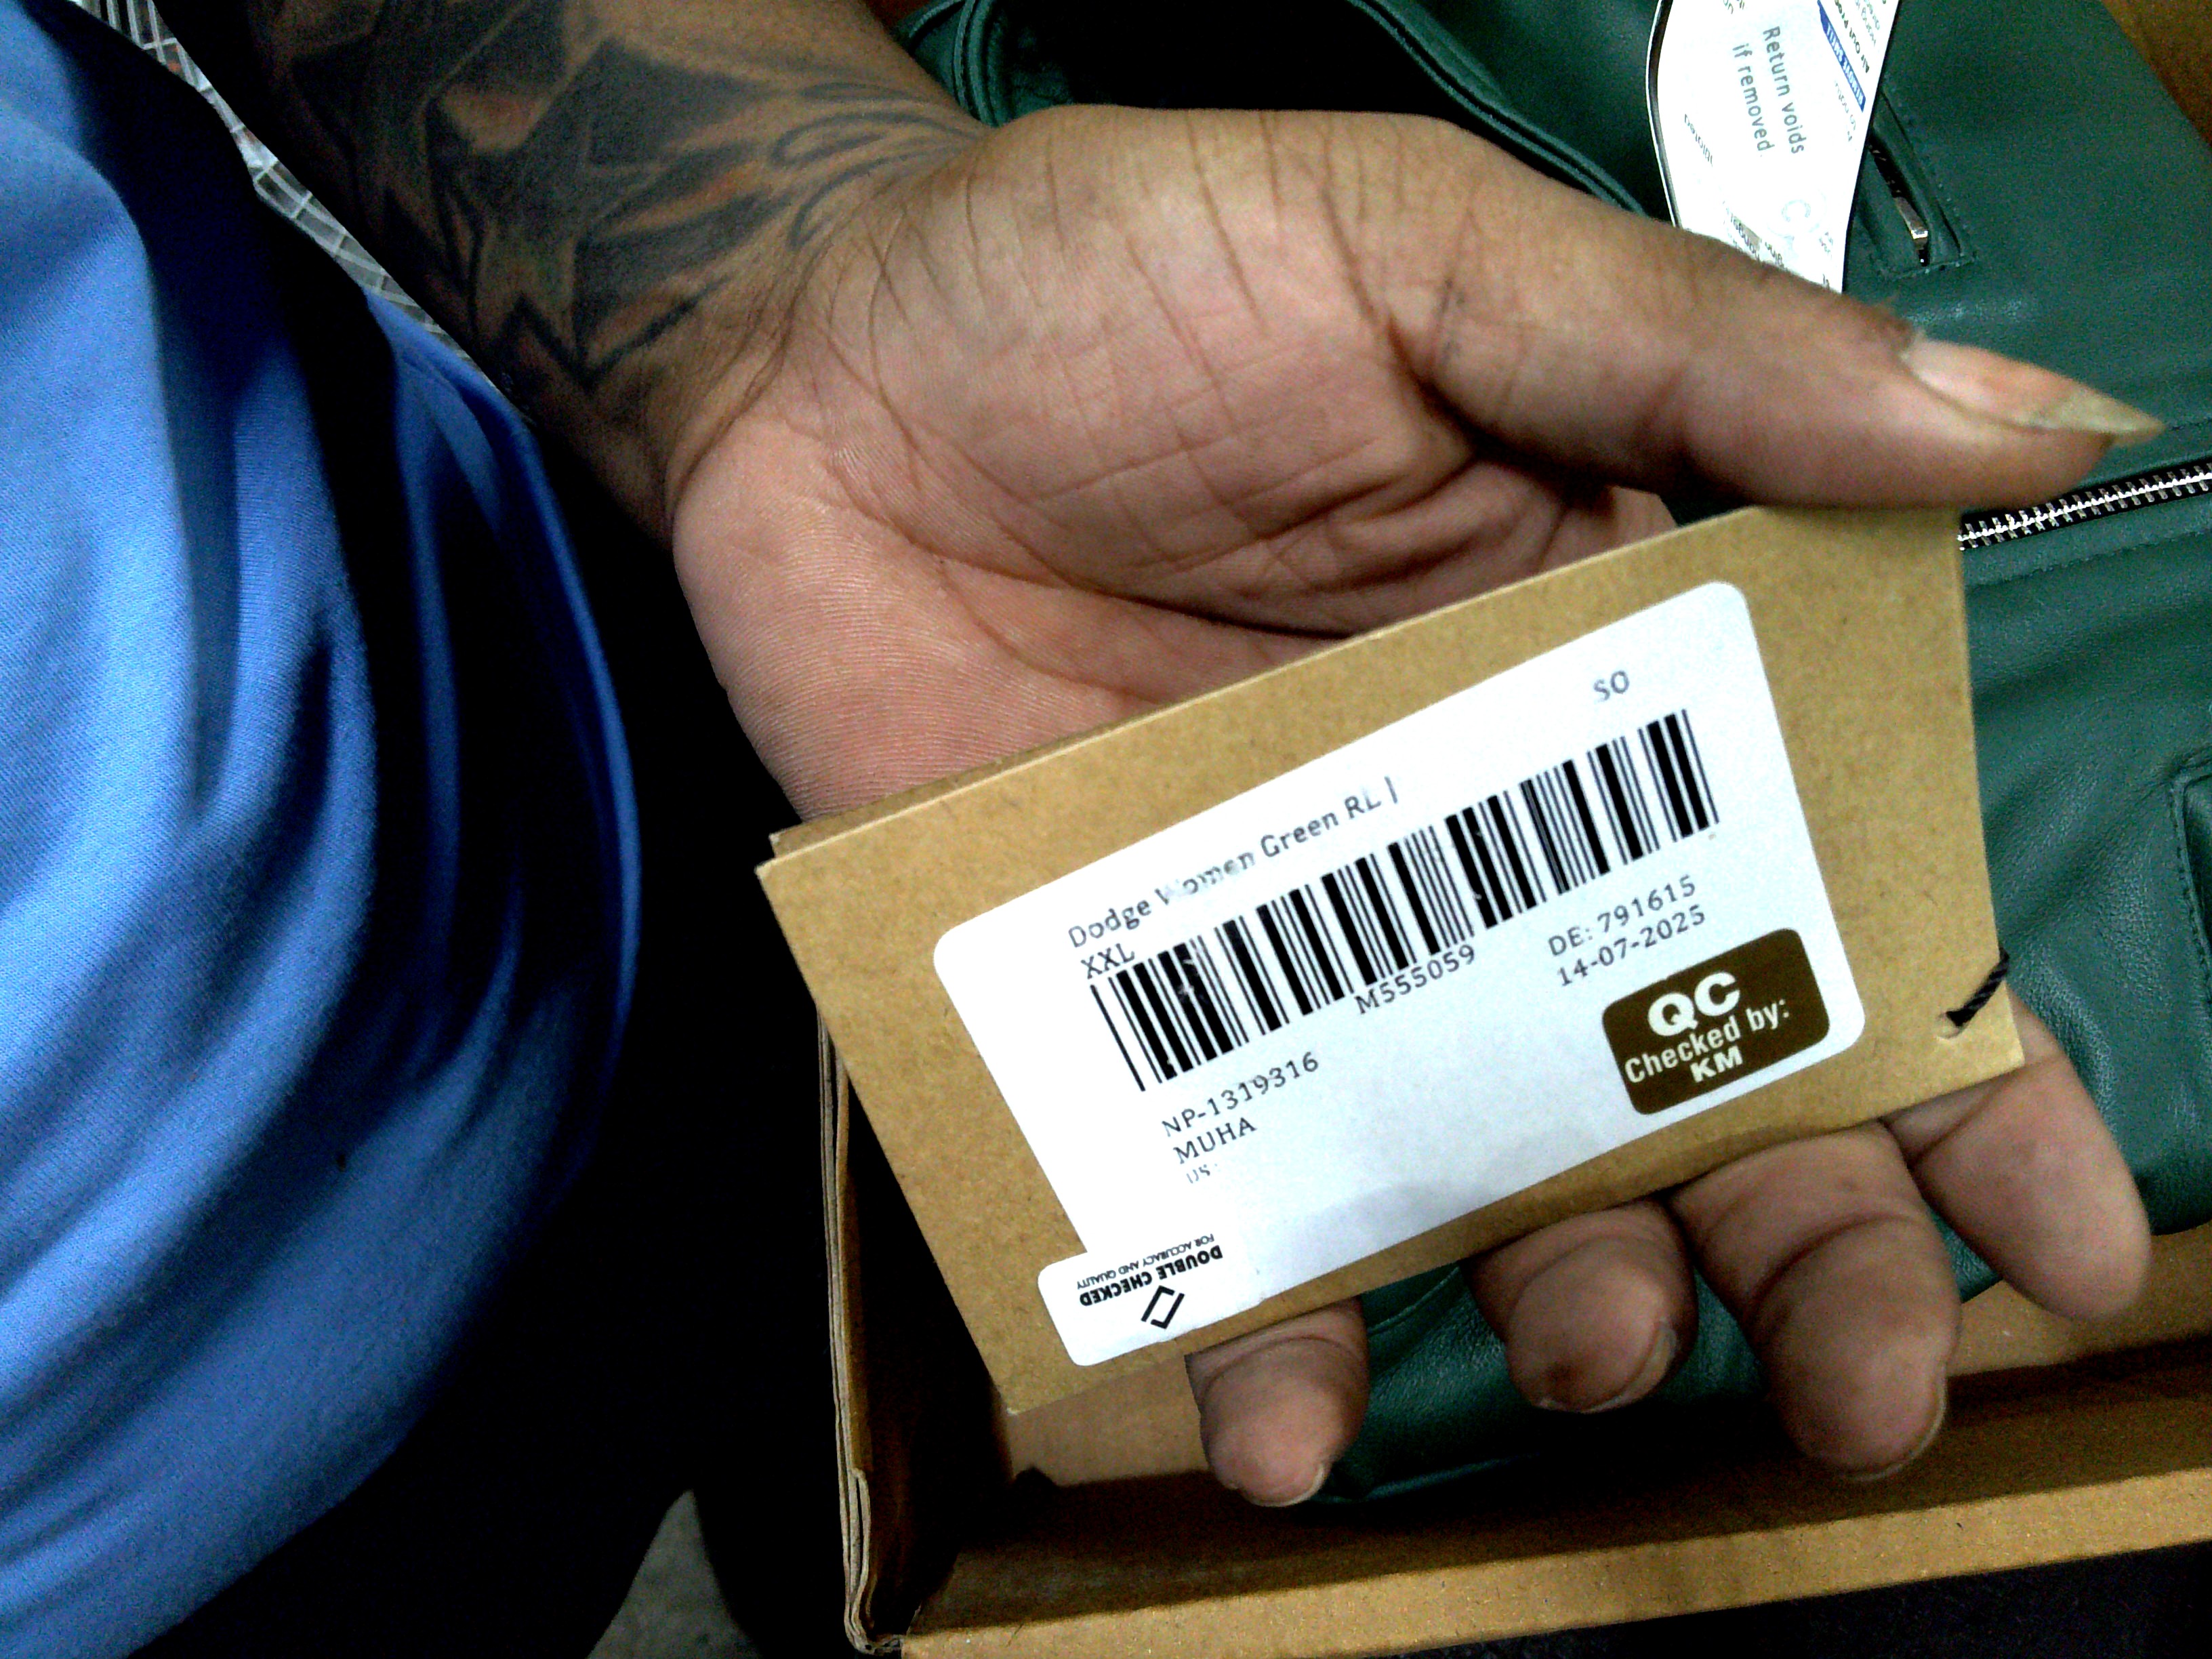 Return voids
if removed.
SO
Dodge Women Green RL |
XXL
M555059
DE: 791615
14-07-2025
NP-1319316
MUHA
US:
QC
Checked by:
KM
DOUBLE CHECKED
FOR ACCURACY AND QUALITY